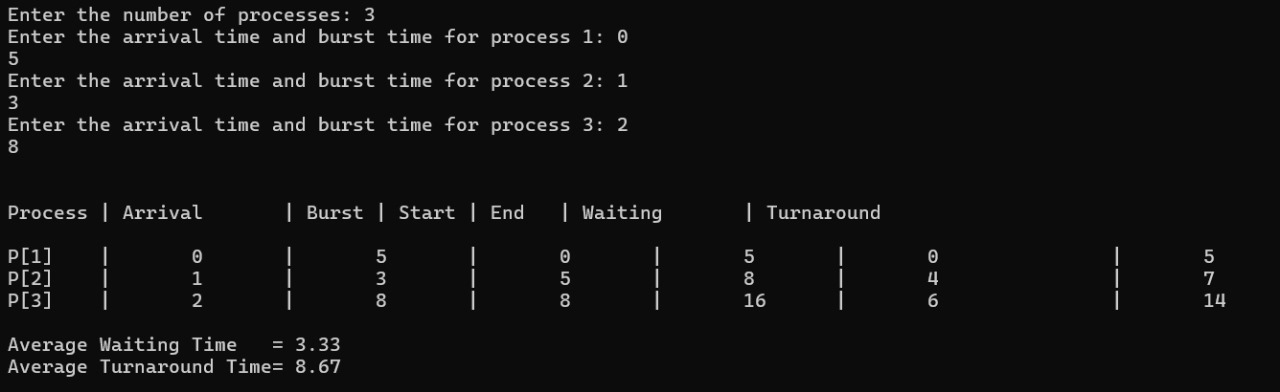 Enter the number of processes: 3
Enter the arrival time and burst time for process 1: 0
5
Enter the arrival time and burst time for process 2: 1
3
Enter the arrival time and burst time for process 3: 2
8
Process | Arrival | Burst | Start | End | Waiting | Turnaround
P[1] | 0 | 5 | 0 | 5 | 0 | 5
P[2] | 1 | 3 | 5 | 8 | 4 | 7
P[3] | 2 | 8 | 8 | 16 | 6 | 14
Average Waiting Time = 3.33
Average Turnaround Time= 8.67